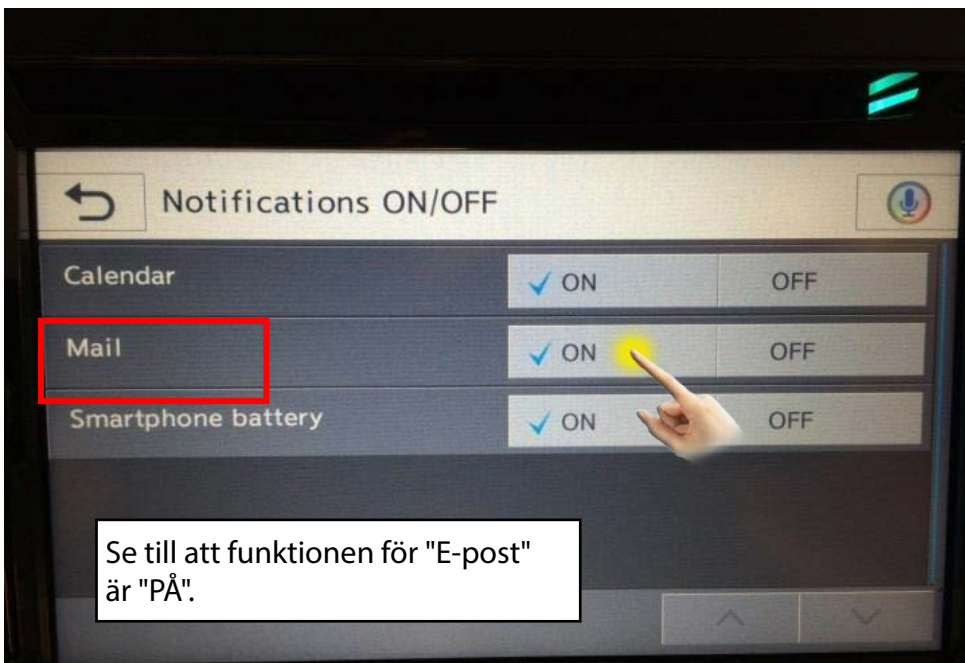 Notifications ON/OFF
Calendar ON OFF
Mail ON OFF
Smartphone battery ON OFF
Se till att funktionen för "E-post"
är "PÅ".